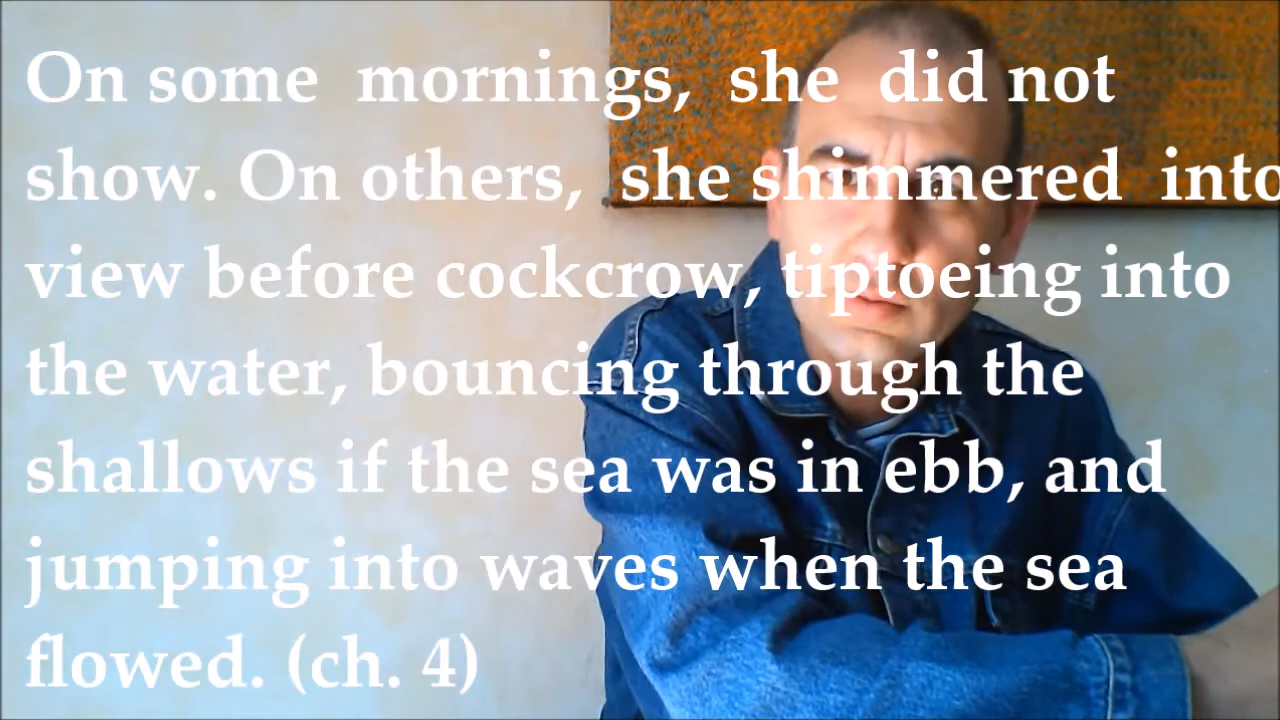 On some mornings, she did not
show. On others, she shimmered into
view before cockcrow, tiptoeing into
the water, bouncing through the
shallows if the sea was in ebb, and
jumping into waves when the sea
flowed. (ch. 4)